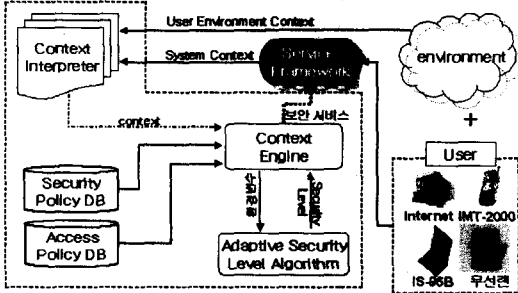 User Environment Context
Context
Interpreter
System Context
Service
Framework
environment
context
보안 서비스
Context
Engine
+
User
Security
Policy DB
Access
Policy DB
Security
Level
Adaptive Security
Level Algorithm
Internet IMT-2000
IS-95B 무선랜